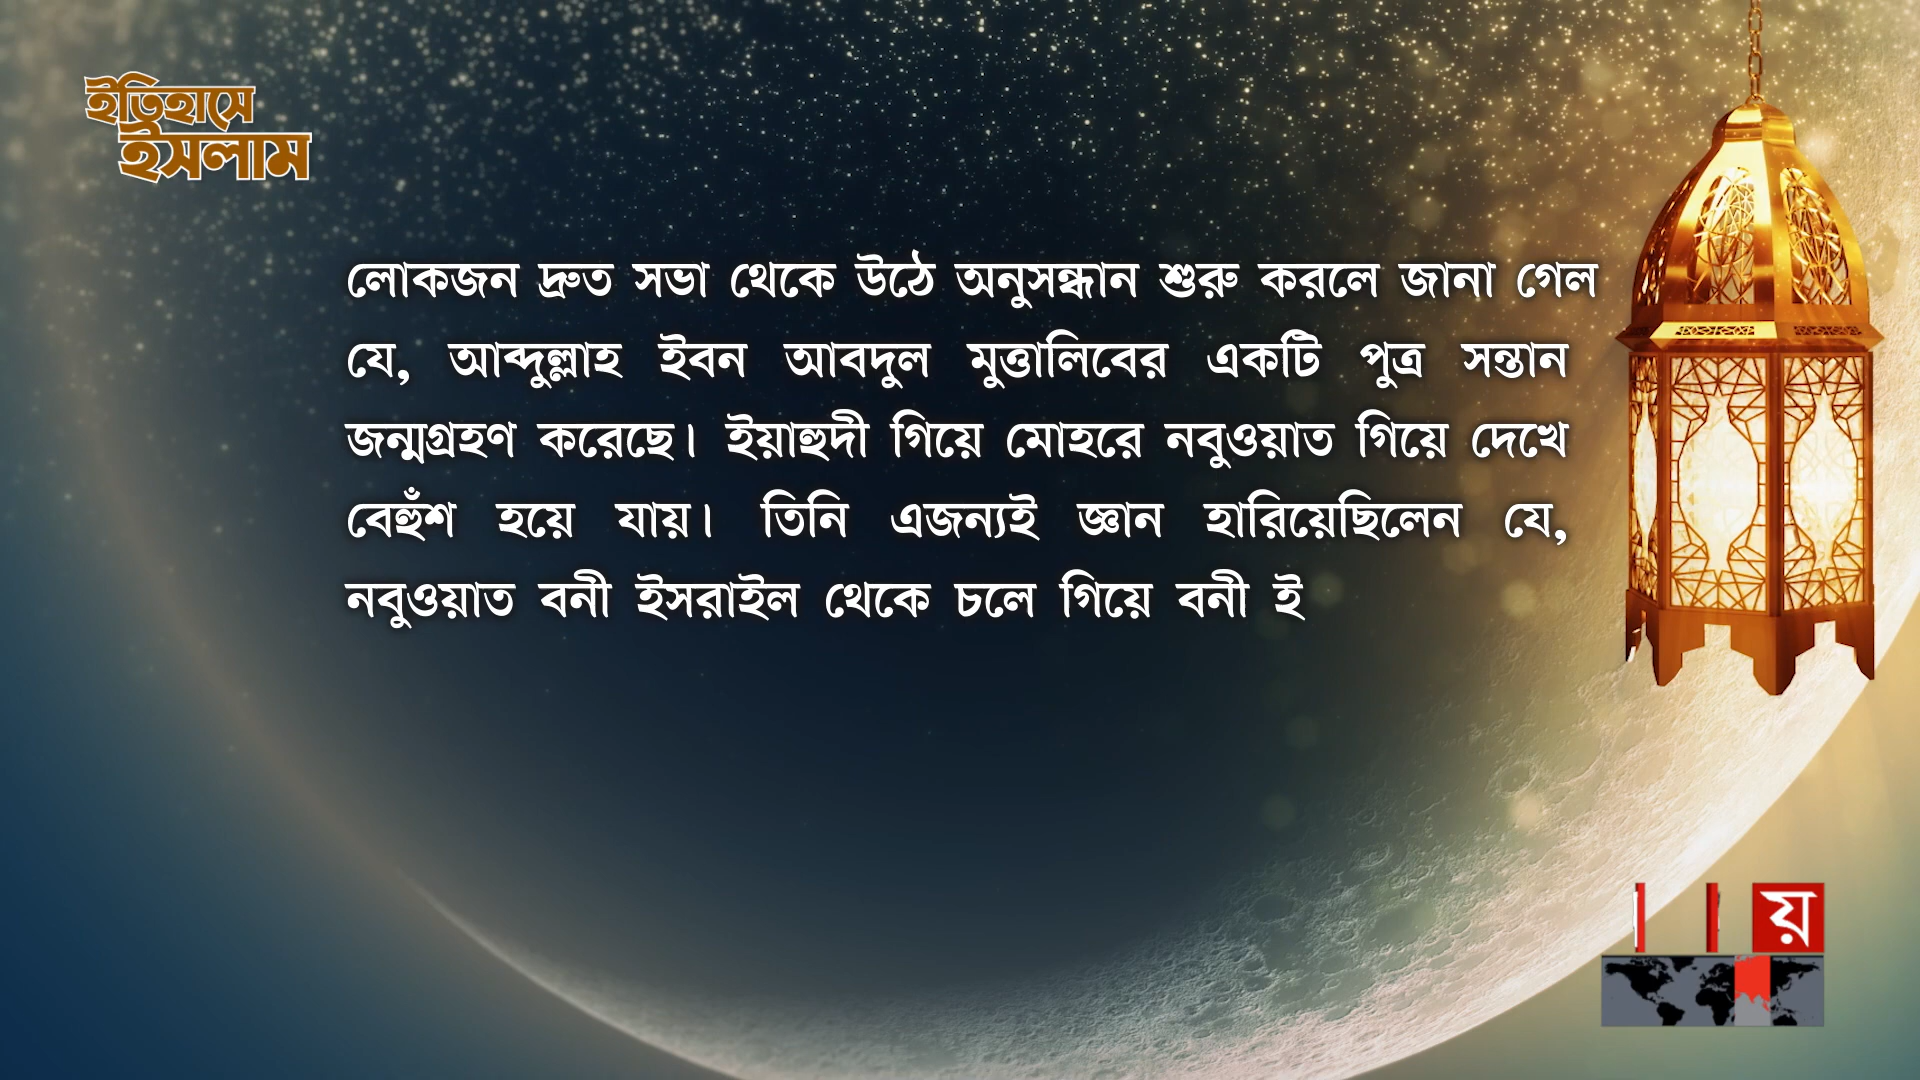 ইতিহাসে
ইসলাম
লোকজন দ্রুত সভা থেকে উঠে অনুসন্ধান শুরু করলে জানা গেল
যে, আব্দুল্লাহ ইবন আবদুল মুত্তালিবের একটি পুত্র সন্তান
জন্মগ্রহণ করেছে। ইয়াহুদী গিয়ে মোহরে নবুওয়াত গিয়ে দেখে
বেহুঁশ হয়ে যায়। তিনি এজন্যই জ্ঞান হারিয়েছিলেন যে,
নবুওয়াত বনী ইসরাইল থেকে চলে গিয়ে বনী ই
য়